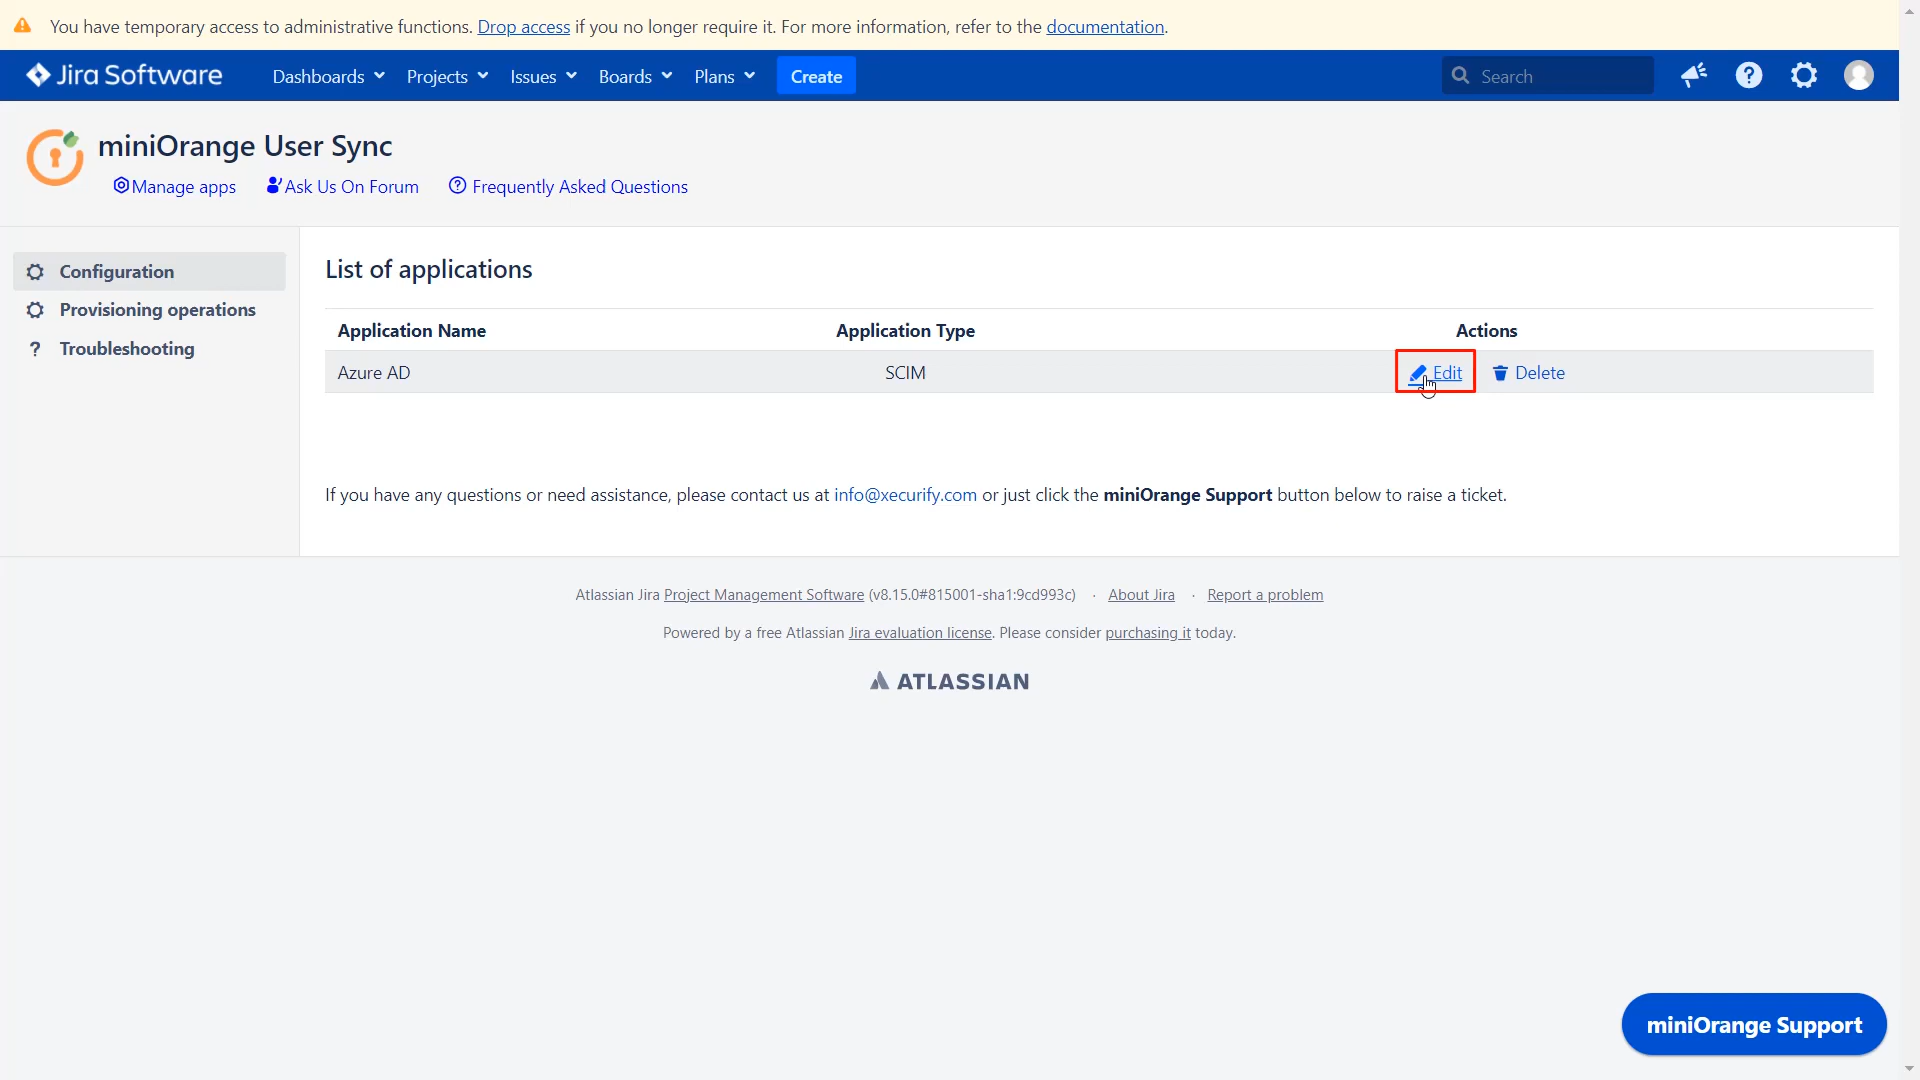 You have temporary access to administrative functions. Drop access if you no longer require it. For more information, refer to the documentation.
Jira Software Dashboards Projects Issues Boards Plans Create Search
miniOrange User Sync
Manage apps Ask Us On Forum Frequently Asked Questions
Configuration
Provisioning operations
? Troubleshooting
List of applications
Application Name Application Type Actions
Azure AD SCIM Edit Delete
If you have any questions or need assistance, please contact us at info@xecurify.com or just click the miniOrange Support button below to raise a ticket.
Atlassian Jira Project Management Software (v8.15.0#815001-sha1:9cd993c) · About Jira · Report a problem
Powered by a free Atlassian Jira evaluation license. Please consider purchasing it today.
ATLASSIAN
miniOrange Support